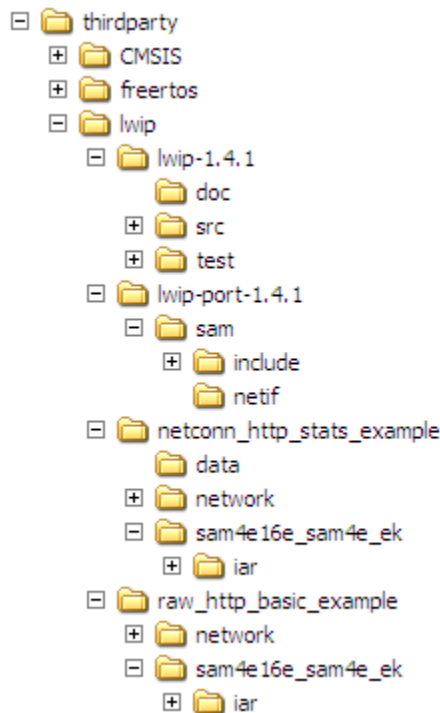 thirdparty
CMSIS
freertos
lwip
lwip-1.4.1
doc
src
test
lwip-port-1.4.1
sam
include
netif
netconn_http_stats_example
data
network
sam4e16e_sam4e_ek
iar
raw_http_basic_example
network
sam4e16e_sam4e_ek
iar